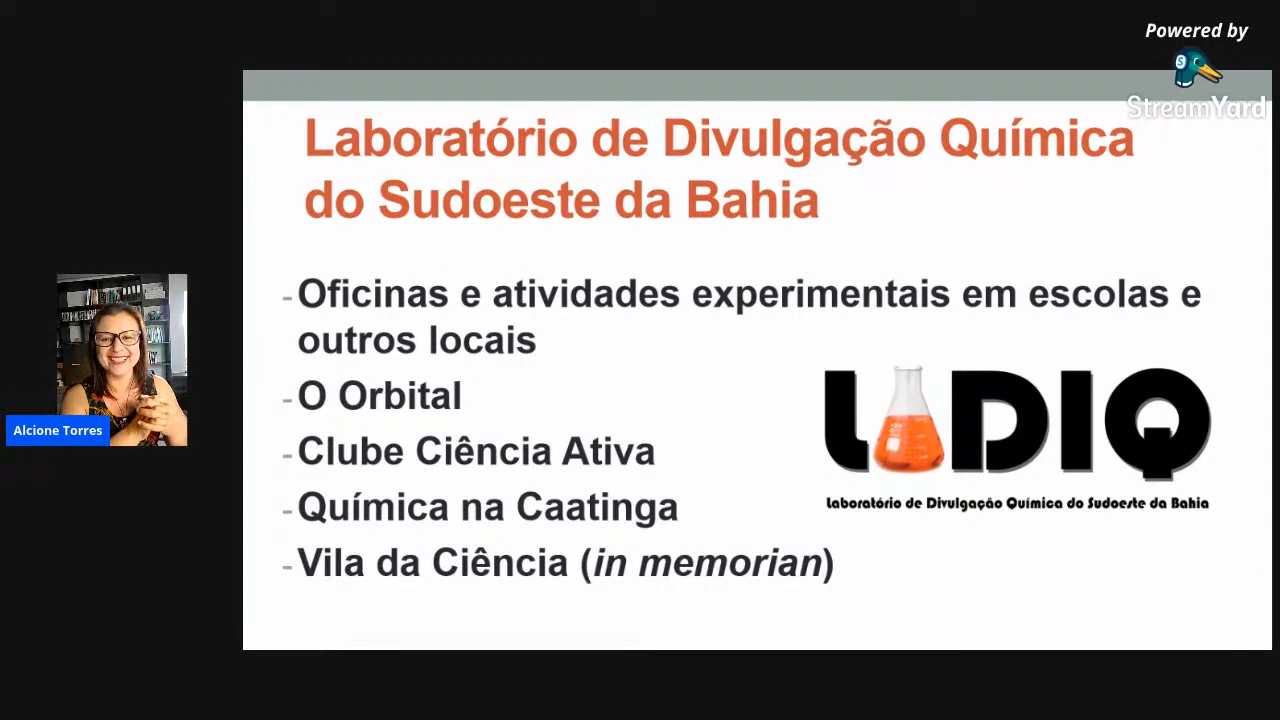 Powered by
StreamYard
Laboratório de Divulgação Química
do Sudoeste da Bahia
- Oficinas e atividades experimentais em escolas e
outros locais
- O Orbital
- Clube Ciência Ativa
- Química na Caatinga
- Vila da Ciência (in memorian)
LADIQ
Laboratório de Divulgação Química do Sudoeste da Bahia
Alcione Torres